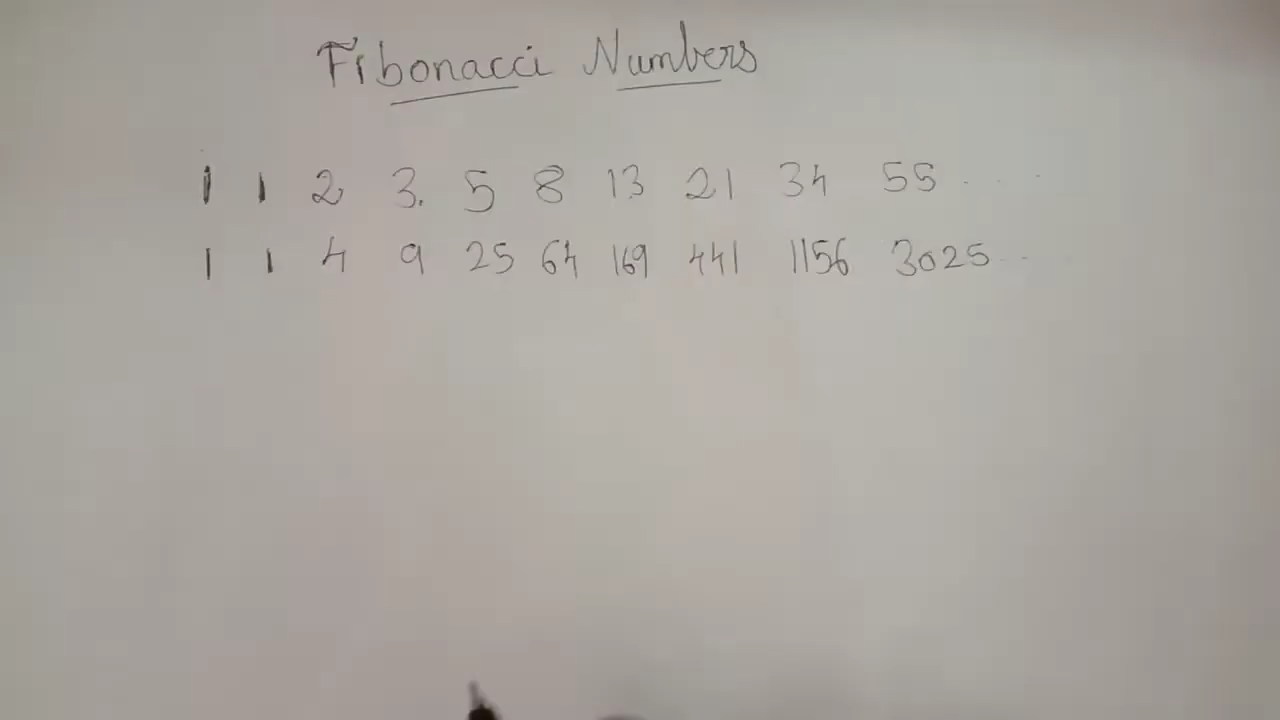 Fibonacci Numbers
1 1 2 3. 5 8 13 21 34 55 . . . .
1 1 4 9 25 64 169 441 1156 3025 . . .